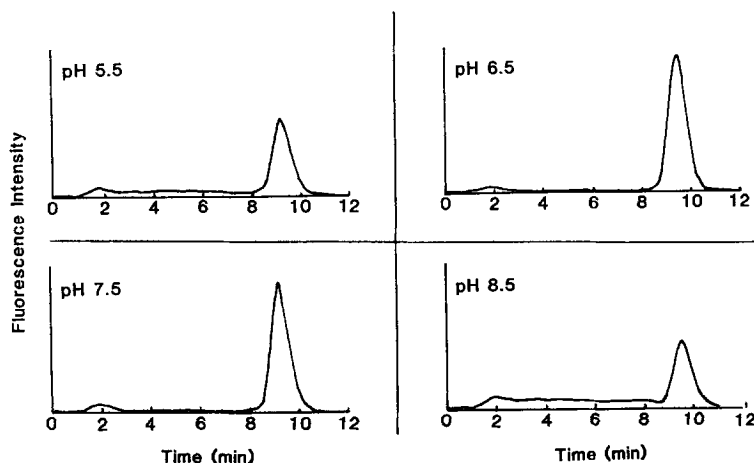 Fluorescence Intensity
pH 5.5
0 2 4 6 8 10 12
pH 6.5
0 2 4 6 8 10 12
pH 7.5
0 2 4 6 8 10 12
Time (min)
pH 8.5
0 2 4 6 8 10 12
Time (min)